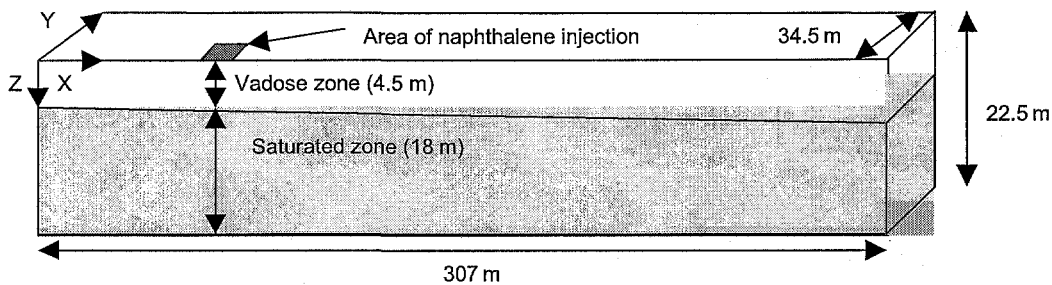 Y
Area of naphthalene injection
34.5 m
Z
X
Vadose zone (4.5 m)
22.5 m
Saturated zone (18 m)
307 m